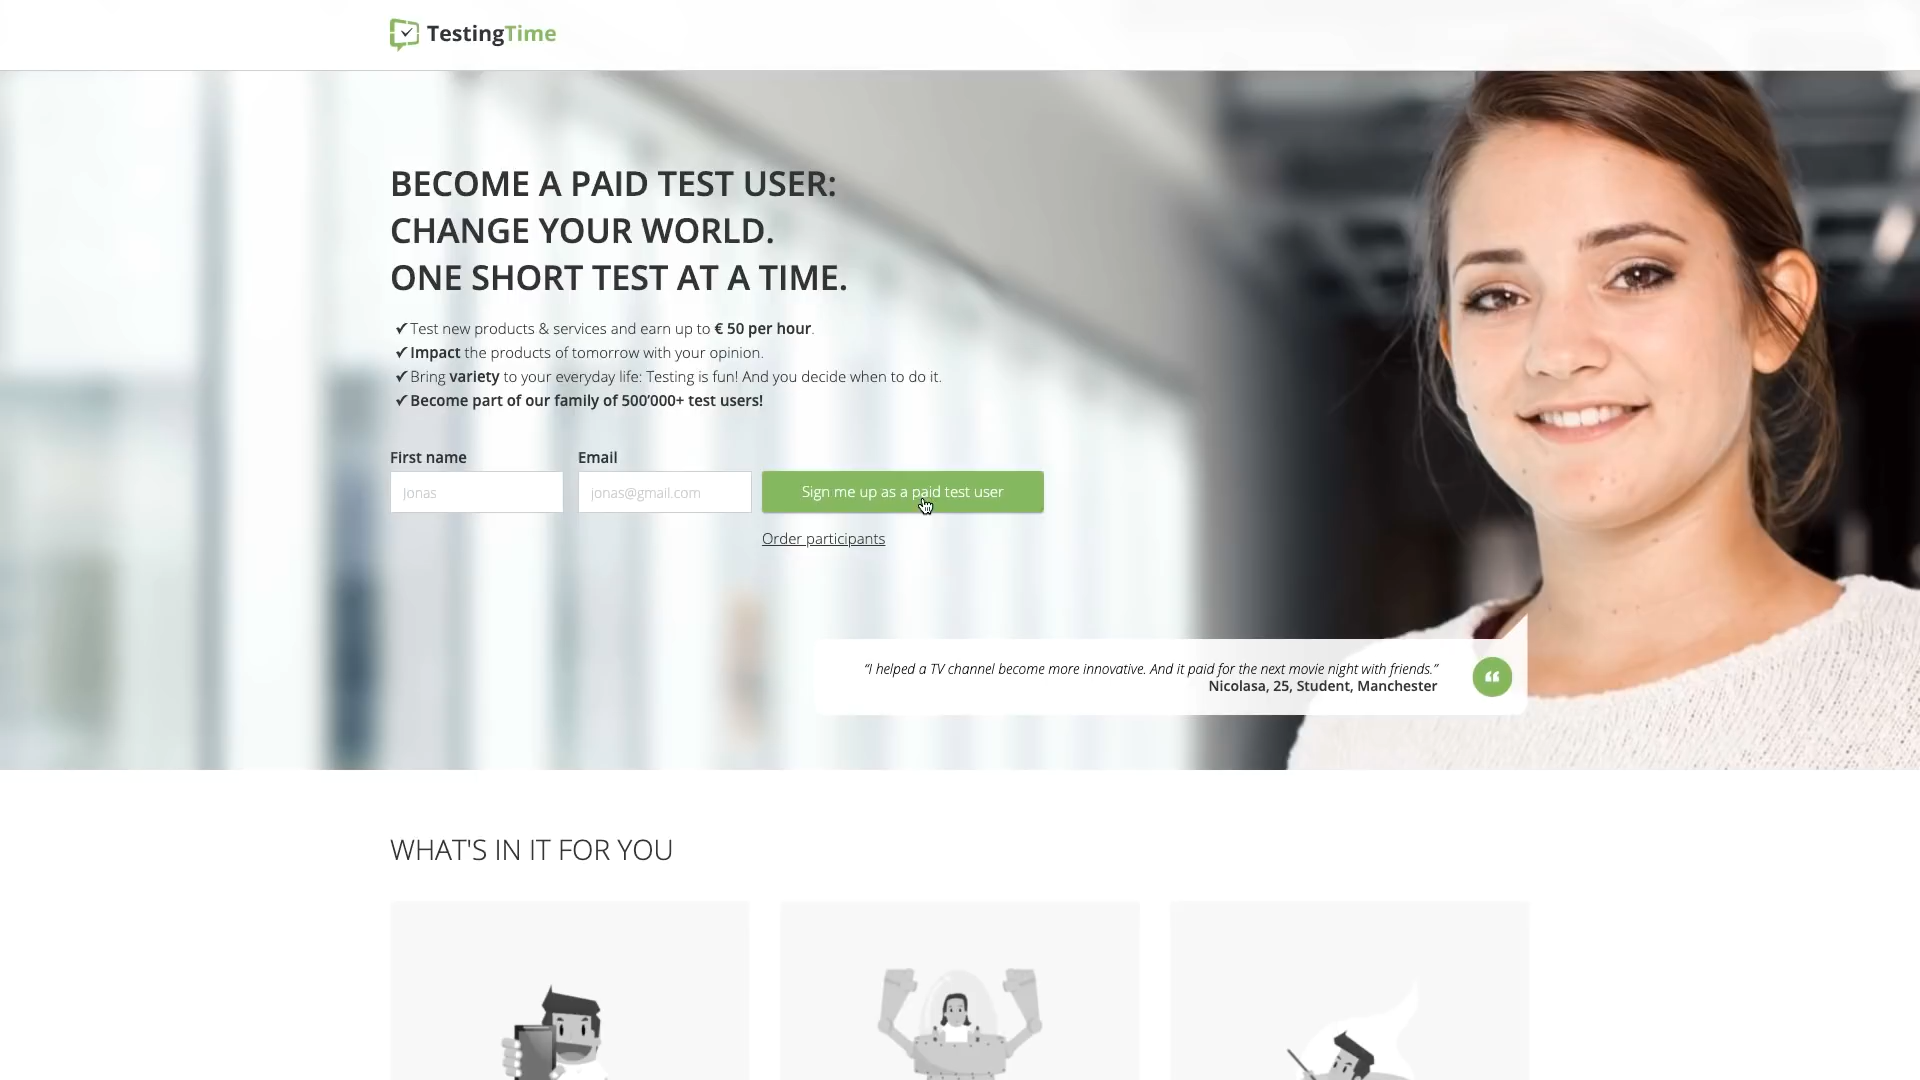 TestingTime
BECOME A PAID TEST USER:
CHANGE YOUR WORLD.
ONE SHORT TEST AT A TIME.
✔Test new products & services and earn up to € 50 per hour.
✔Impact the products of tomorrow with your opinion.
✔Bring variety to your everyday life: Testing is fun! And you decide when to do it.
✔Become part of our family of 500’000+ test users!
First name Email
Jonas jonas@gmail.com Sign me up as a paid test user
Order participants
“I helped a TV channel become more innovative. And it paid for the next movie night with friends.”
Nicolasa, 25, Student, Manchester
WHAT'S IN IT FOR YOU